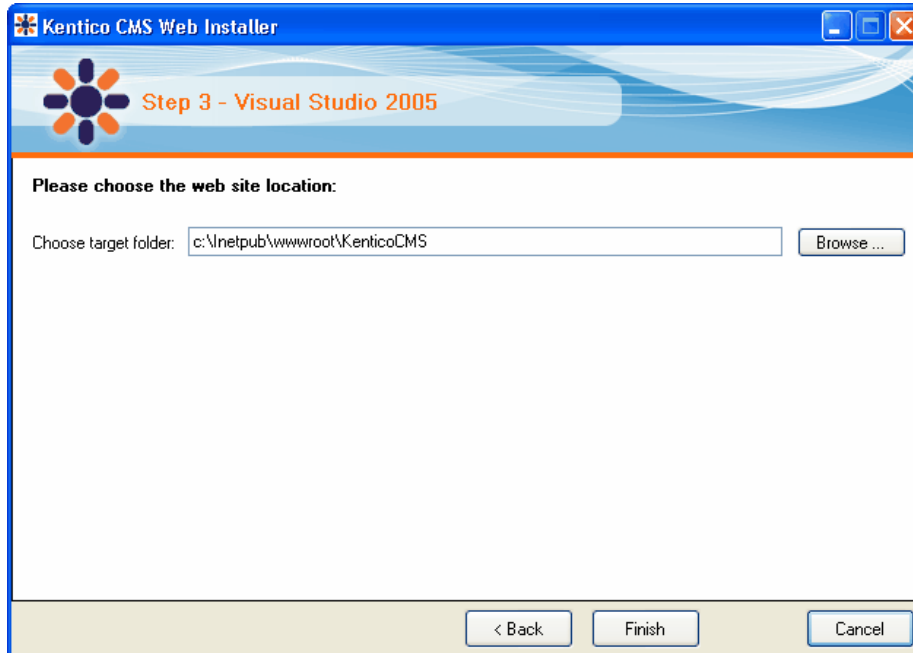 Kentico CMS Web Installer
Step 3 - Visual Studio 2005
Please choose the web site location:
Choose target folder: c:\Inetpub\wwwroot\KenticoCMS Browse ...
< Back Finish Cancel